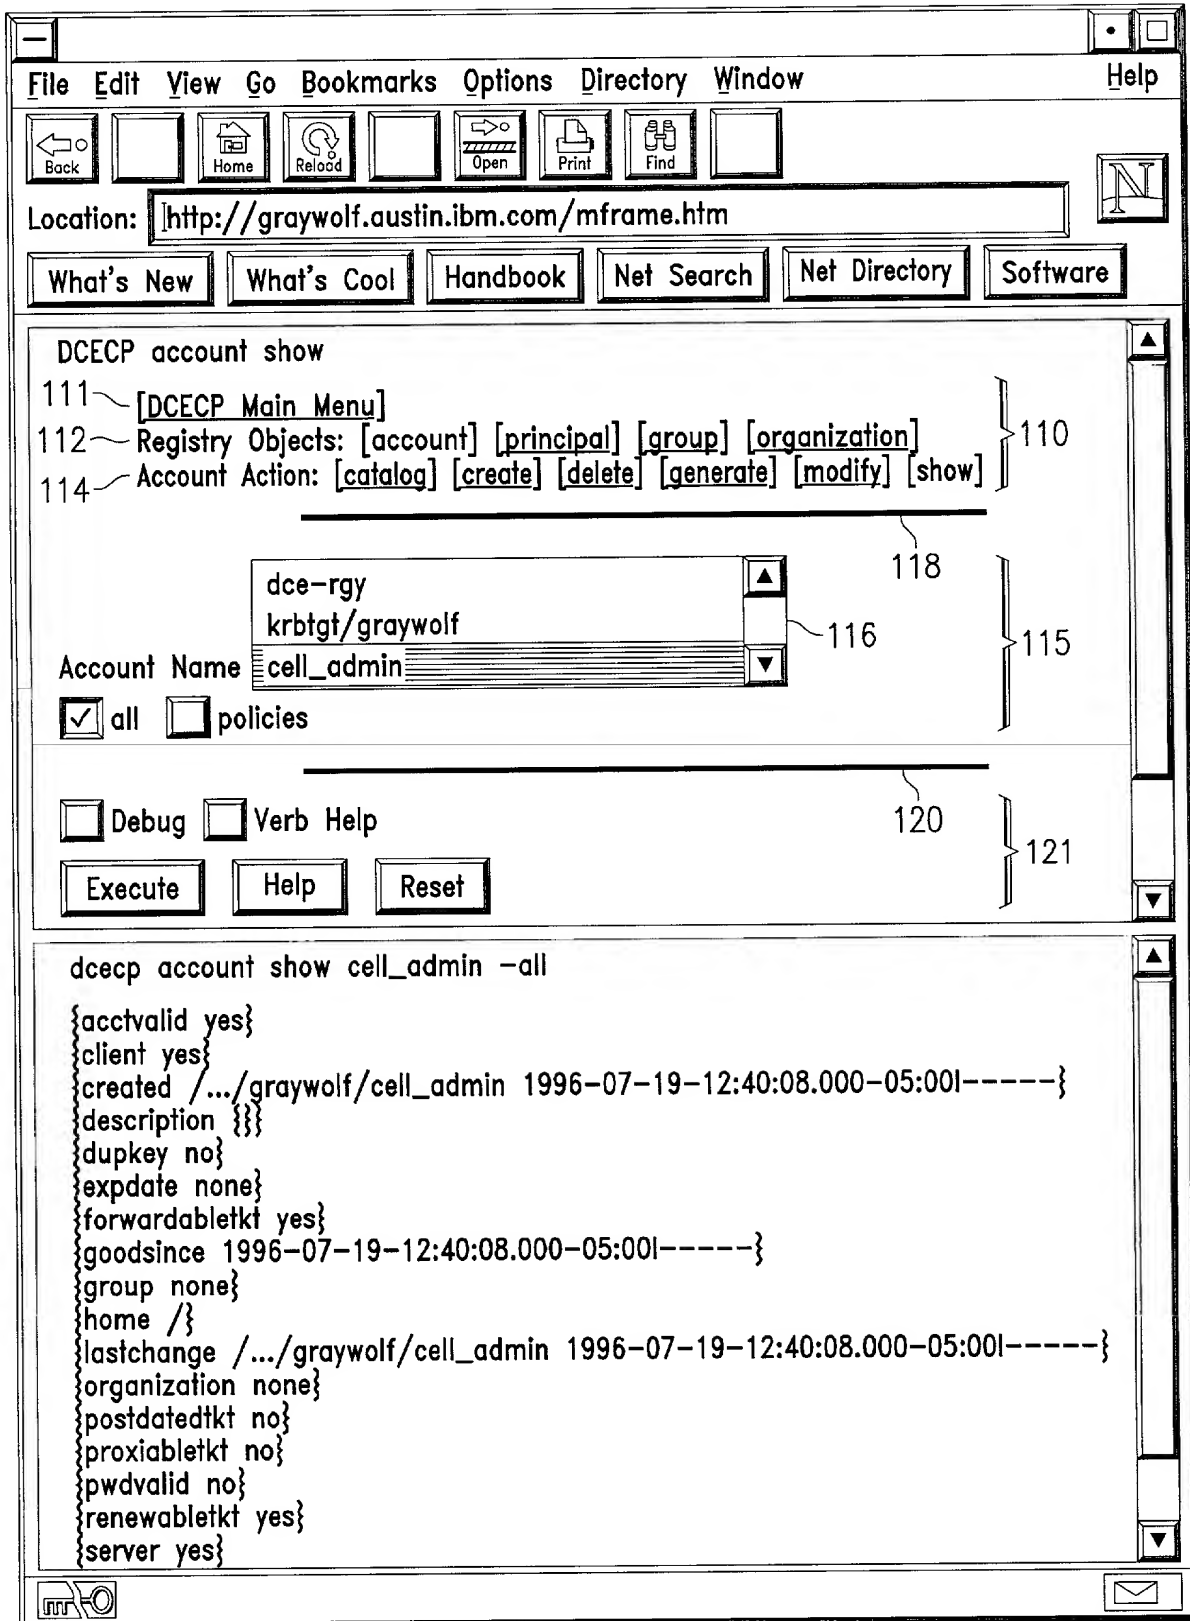 File Edit View Go Bookmarks Options Directory Window Help
Back Home Reload Open Print Find
N
Location: http://graywolf.austin.ibm.com/mframe.htm
What's New What's Cool Handbook Net Search Net Directory Software
DCECP account show
111 [DCECP Main Menu]
112 Registry Objects: [account] [principal] [group] [organization] 110
114 Account Action: [catalog] [create] [delete] [generate] [modify] [show]
118
dce-rgy
krbtgt/graywolf 116
Account Name cell_admin 115
all policies
120
Debug Verb Help
121
Execute Help Reset
dcecp account show cell_admin -all
{acctvalid yes}
{client yes}
{created /.../graywolf/cell_admin 1996-07-19-12:40:08.000-05:00I------}
{description {}}
{dupkey no}
{expdate none}
{forwardabletkt yes}
{goodsince 1996-07-19-12:40:08.000-05:00I------}
{group none}
{home /}
{lastchange /.../graywolf/cell_admin 1996-07-19-12:40:08.000-05:00I-----}
{organization none}
{postdatedtkt no}
{proxiabletkt no}
{pwdvalid no}
{renewabletkt yes}
{server yes}